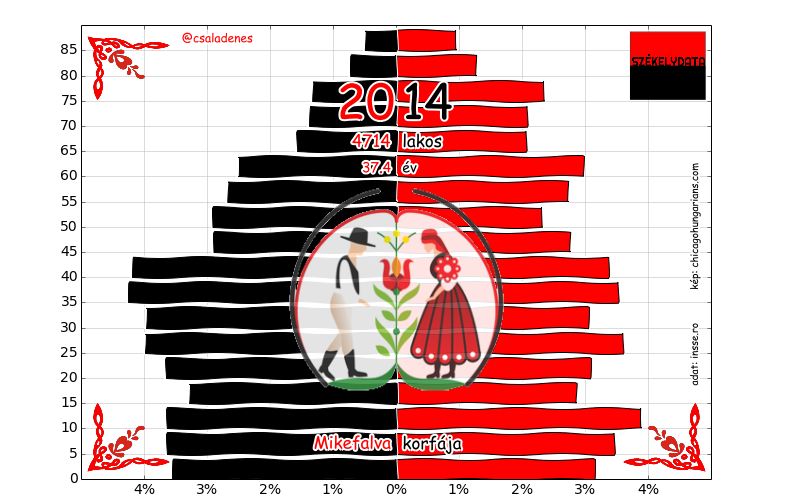 @csaladenes
SZÉKELYDATA
2014
4714 lakos
37.4 év
kép: chicagohungarians.com
adat: insse.ro
Mikefalva korfája
85
80
75
70
65
60
55
50
45
40
35
30
25
20
15
10
5
0
4% 3% 2% 1% 0% 1% 2% 3% 4%